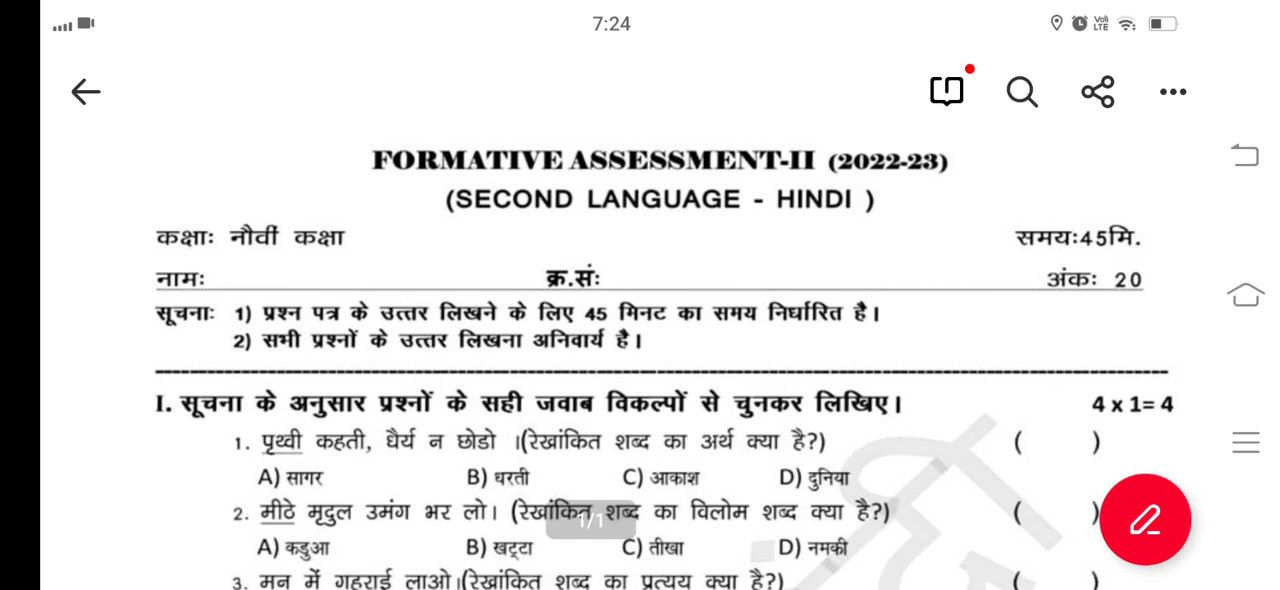 7:24
Vo) LTE
FORMATIVE ASSESSMENT-II (2022-23)
(SECOND LANGUAGE - HINDI )
कक्षाः नौवीं कक्षा समयः45मि.
नामः क्र.संः अंकः 20
सूचनाः 1) प्रश्न पत्र के उत्तर लिखने के लिए 45 मिनट का समय निर्धारित है।
2) सभी प्रश्नों के उत्तर लिखना अनिवार्य है।
I. सूचना के अनुसार प्रश्नों के सही जवाब विकल्पों से चुनकर लिखिए। 4 x 1= 4
1. पृथ्वी कहती, धैर्य न छोडो ।(रेखांकित शब्द का अर्थ क्या है?) ( )
A) सागर B) धरती C) आकाश D) दुनिया
2. मीठे मृदुल उमंग भर लो। (रेखांकित शब्द का विलोम शब्द क्या है?) ( )
1/1
A) कडुआ B) खट्टा C) तीखा D) नमकी
3. मन में गहराई लाओ।(रेखांकित शब्द का प्रत्यय क्या है?) ( )